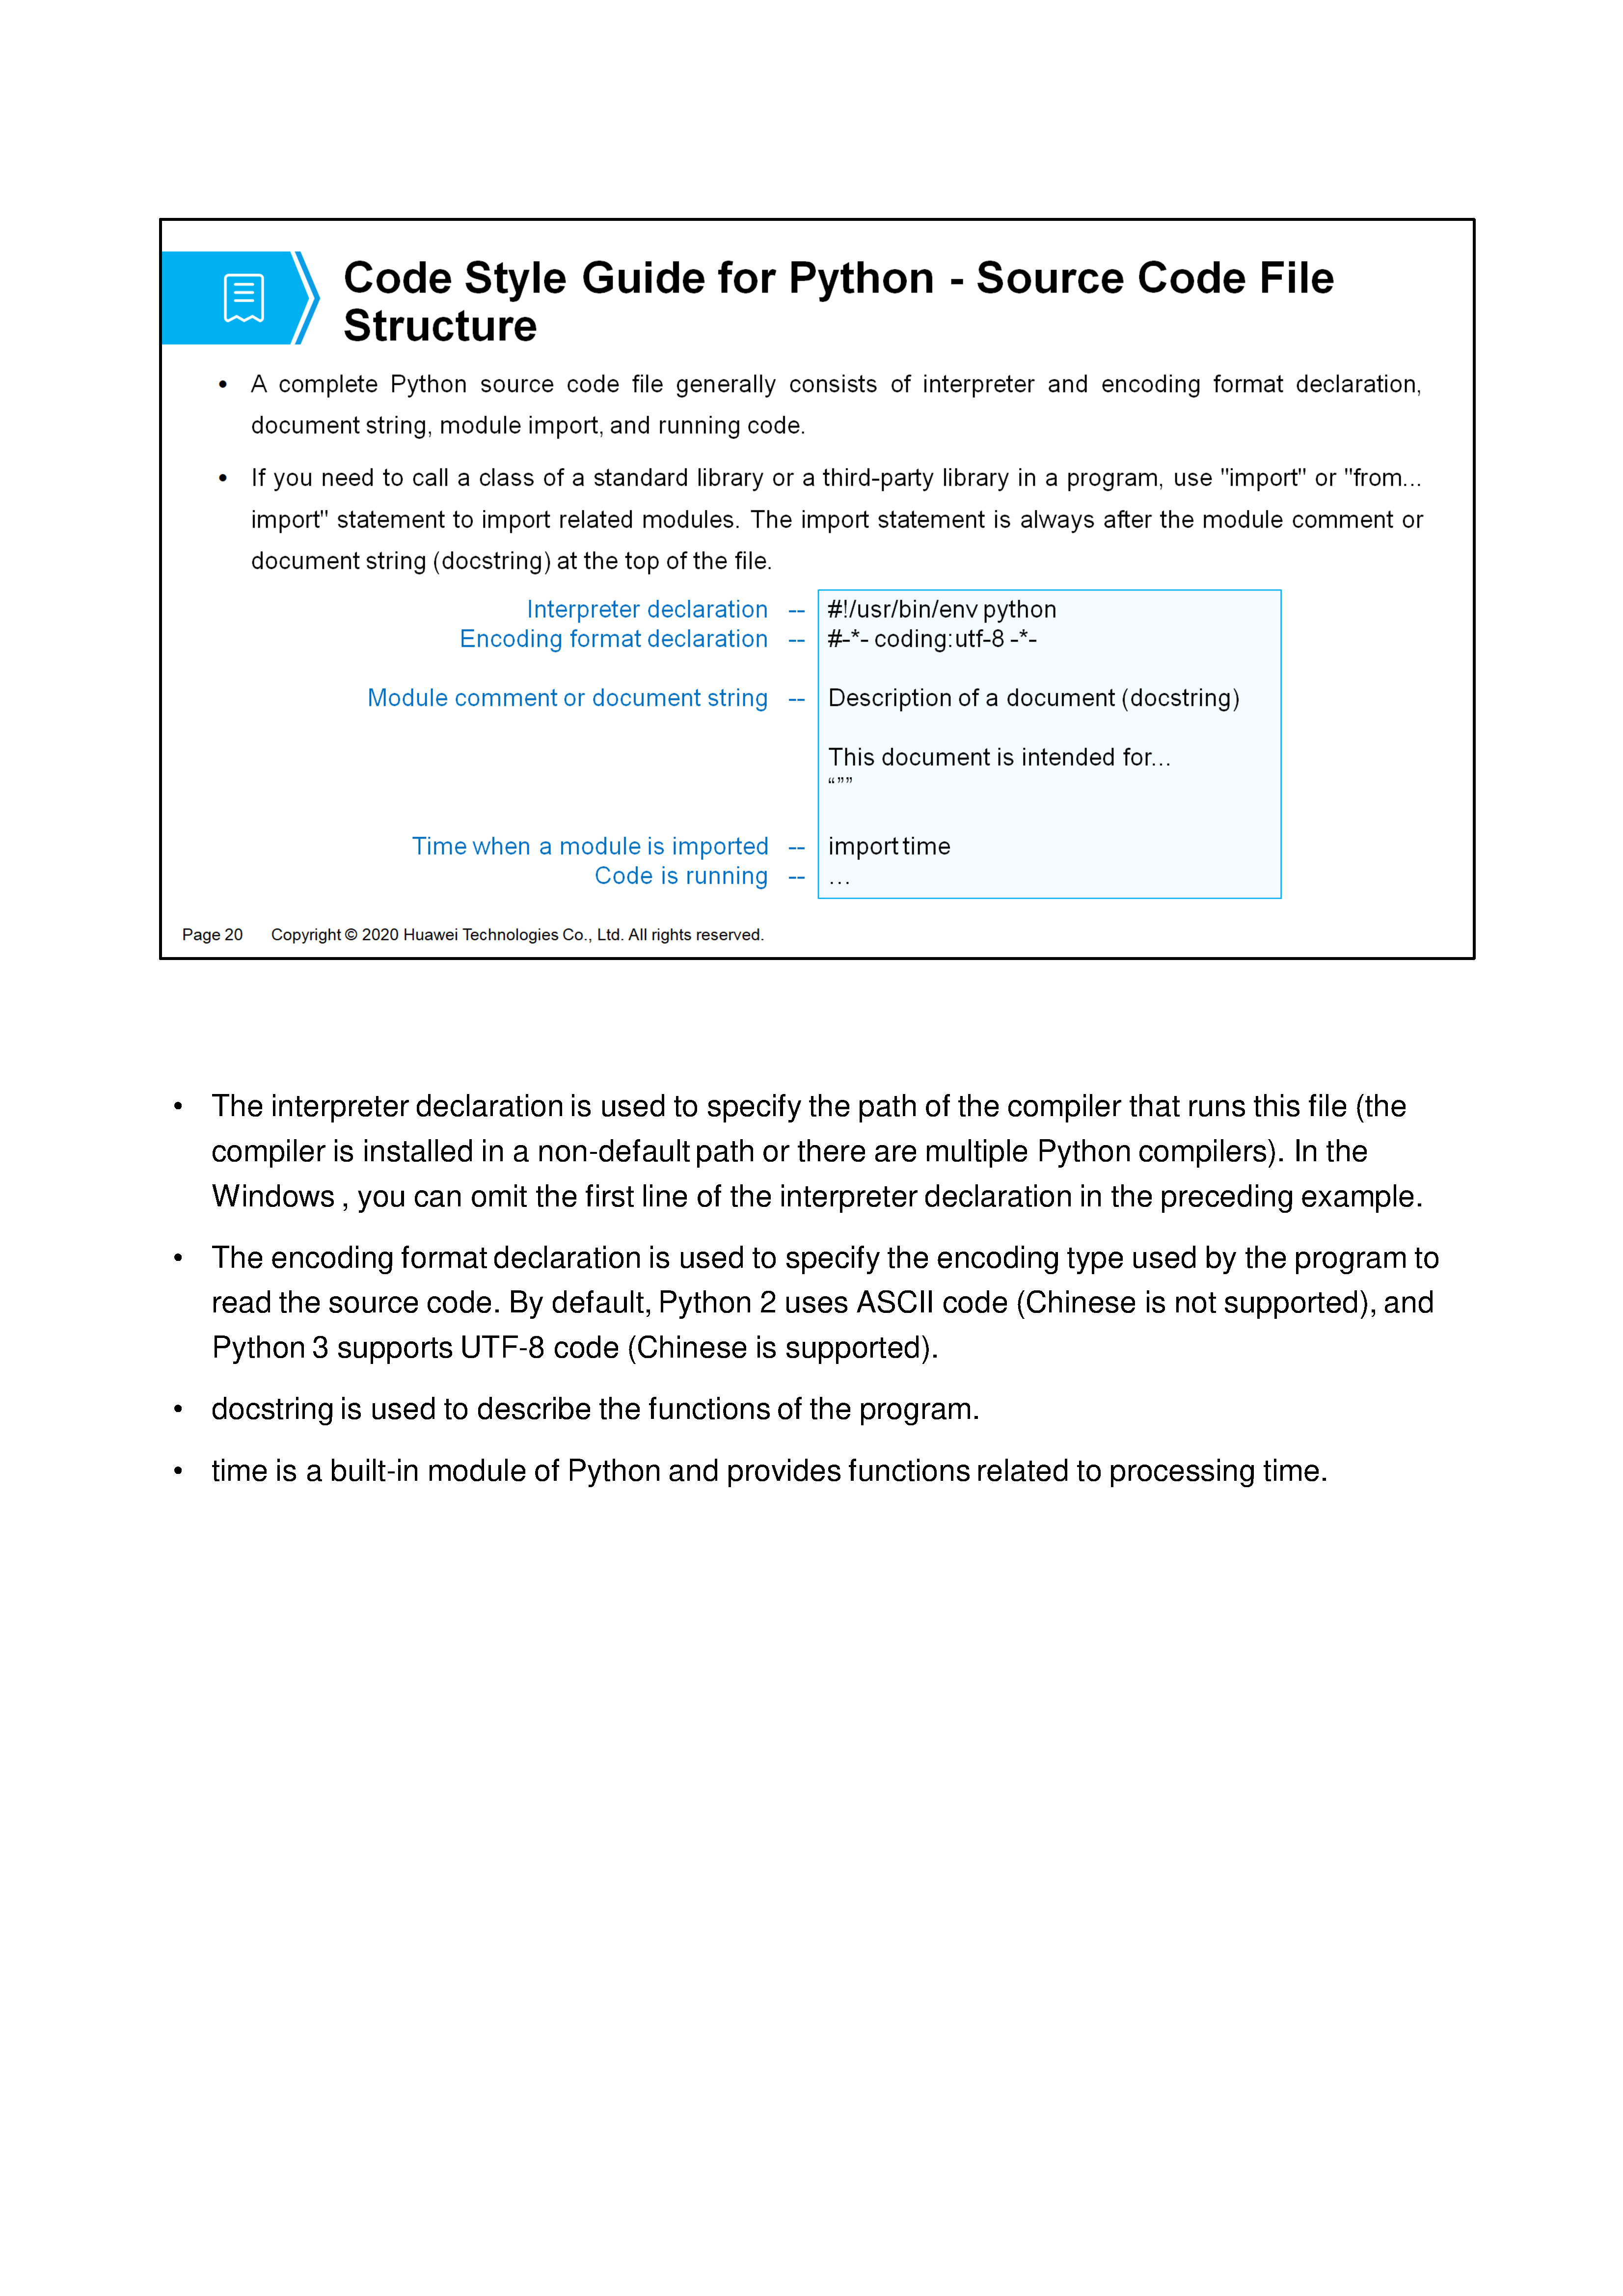 Code Style Guide for Python - Source Code File
Structure
• A complete Python source code file generally consists of interpreter and encoding format declaration,
document string, module import, and running code.
• If you need to call a class of a standard library or a third-party library in a program, use "import" or "from...
import" statement to import related modules. The import statement is always after the module comment or
document string (docstring) at the top of the file.
Interpreter declaration -- #!/usr/bin/env python
Encoding format declaration -- #-*- coding:utf-8 -*-
Module comment or document string -- Description of a document (docstring)
This document is intended for...
“””
Time when a module is imported -- import time
Code is running -- ...
Page 20 Copyright © 2020 Huawei Technologies Co., Ltd. All rights reserved.
• The interpreter declaration is used to specify the path of the compiler that runs this file (the
compiler is installed in a non-default path or there are multiple Python compilers). In the
Windows , you can omit the first line of the interpreter declaration in the preceding example.
• The encoding format declaration is used to specify the encoding type used by the program to
read the source code. By default, Python 2 uses ASCII code (Chinese is not supported), and
Python 3 supports UTF-8 code (Chinese is supported).
• docstring is used to describe the functions of the program.
• time is a built-in module of Python and provides functions related to processing time.